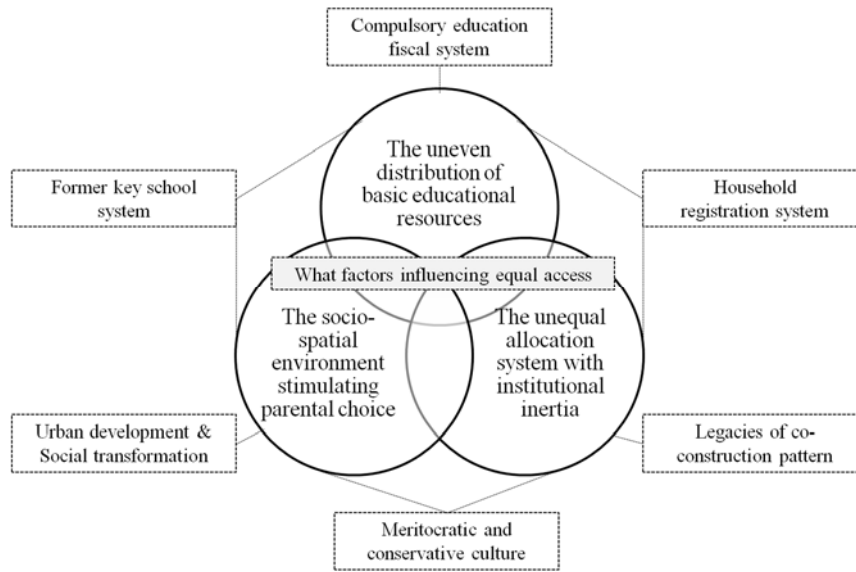 Compulsory education
fiscal system
The uneven
distribution of
basic educational
resources
Former key school
system
Household
registration system
What factors influencing equal access
The socio-
spatial
environment
stimulating
parental choice
The unequal
allocation
system with
institutional
inertia
Urban development &
Social transformation
Legacies of co-
construction pattern
Meritocratic and
conservative culture